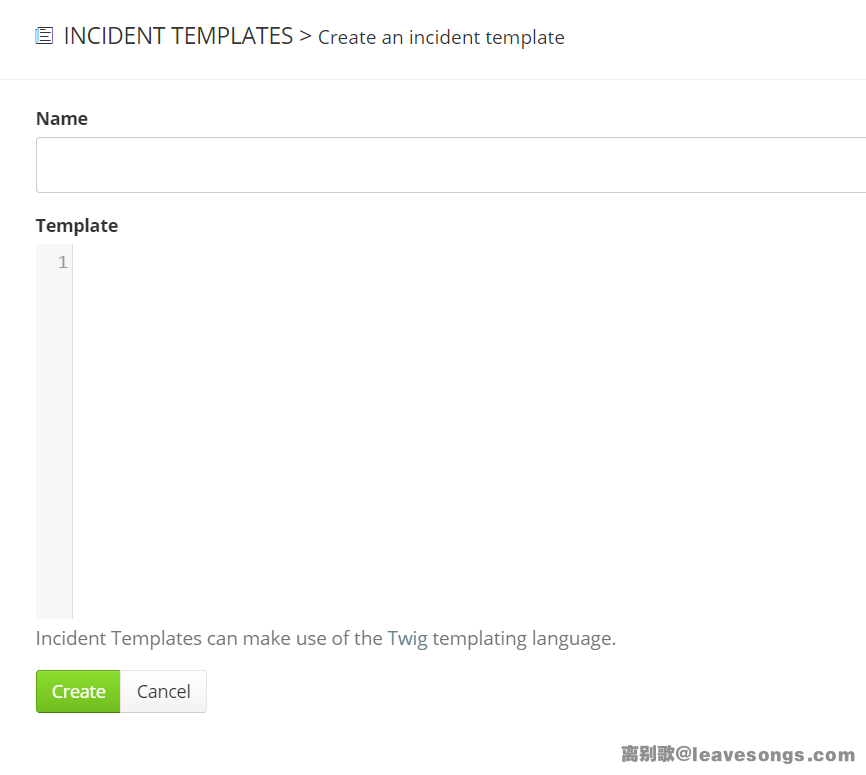 INCIDENT TEMPLATES > Create an incident template
Name
Template
1
Incident Templates can make use of the Twig templating language.
Create Cancel
离别歌@leavesongs.com